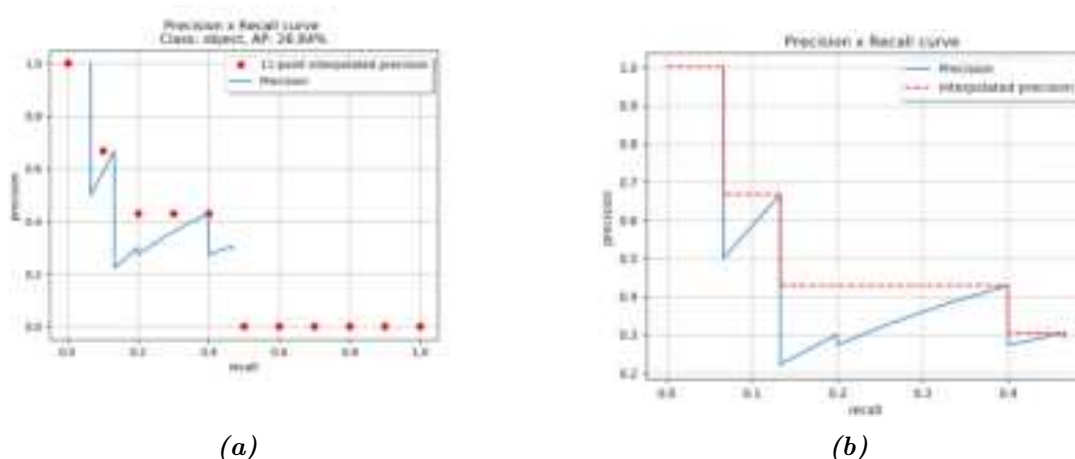 Precision x Recall curve
Class: object, AP: 26.84%
11-point interpolated precision
Precision
1.0
0.8
0.6
0.4
0.2
0.0
precision
0.0 0.2 0.4 0.6 0.8 1.0
recall
(a)
Precision x Recall curve
Precision
Interpolated precision
1.0
0.9
0.8
0.7
0.6
0.5
0.4
0.3
0.2
precision
0.0 0.1 0.2 0.3 0.4
recall
(b)